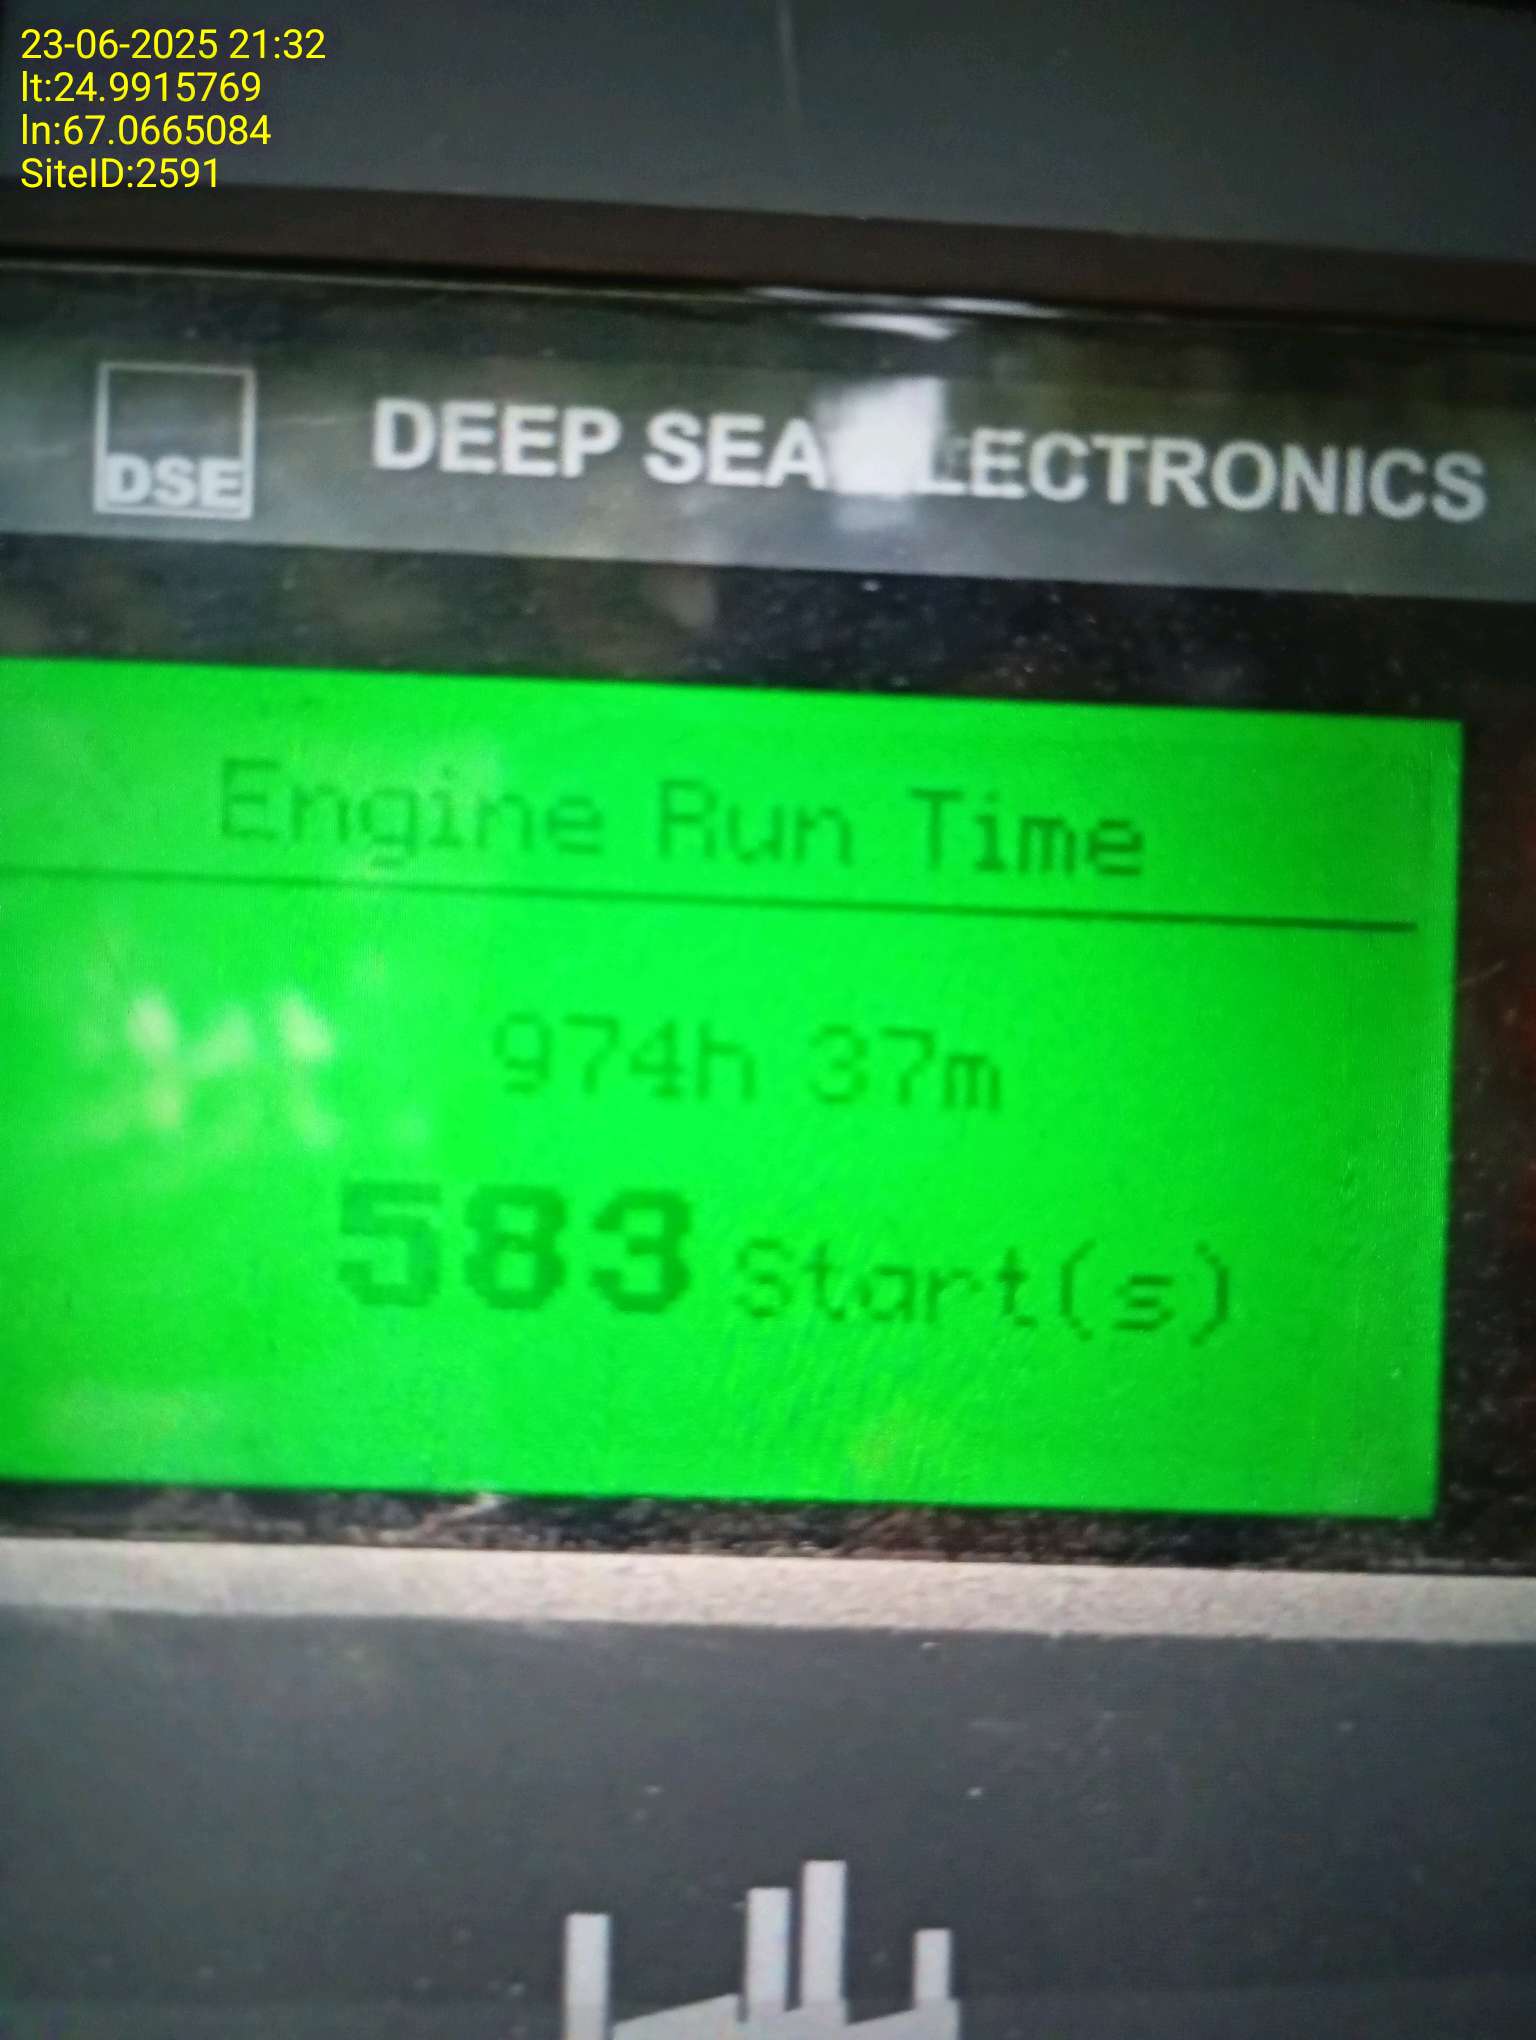 23-06-2025 21:32
lt:24.9915769
ln:67.0665084
SiteID:2591
DSE DEEP SEA ELECTRONICS
Engine Run Time
974h 37m
583 Start(s)